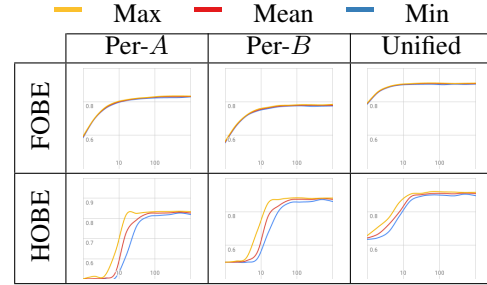 Max Mean Min
Per-A Per-B Unified
FOBE
0.8 0.8 0.8
0.6 0.6 0.6
10 100 10 100 10 100
HOBE
0.9
0.8 0.8 0.8
0.7
0.6 0.6 0.6
10 100 10 100 10 100